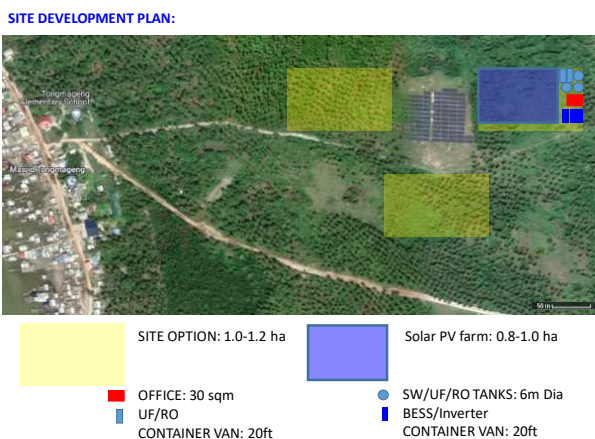 SITE DEVELOPMENT PLAN:
Tongmageng
Elementary School
Masjid Tongmageng
50 m
SITE OPTION: 1.0-1.2 ha
Solar PV farm: 0.8-1.0 ha
OFFICE: 30 sqm
SW/UF/RO TANKS: 6m Dia
UF/RO
BESS/Inverter
CONTAINER VAN: 20ft
CONTAINER VAN: 20ft